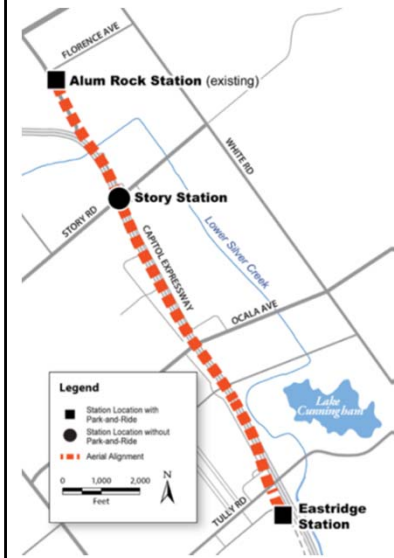 FLORENCE AVE
Alum Rock Station (existing)
WHITE RD
STORY RD
Story Station
CAPITOL EXPRESSWAY
Lower Silver Creek
OCALA AVE
Lake
Cunningham
Legend
Station Location with
Park-and-Ride
Station Location without
Park-and-Ride
Aerial Alignment
N
0 1,000 2,000
Feet
TULLY RD
Eastridge
Station